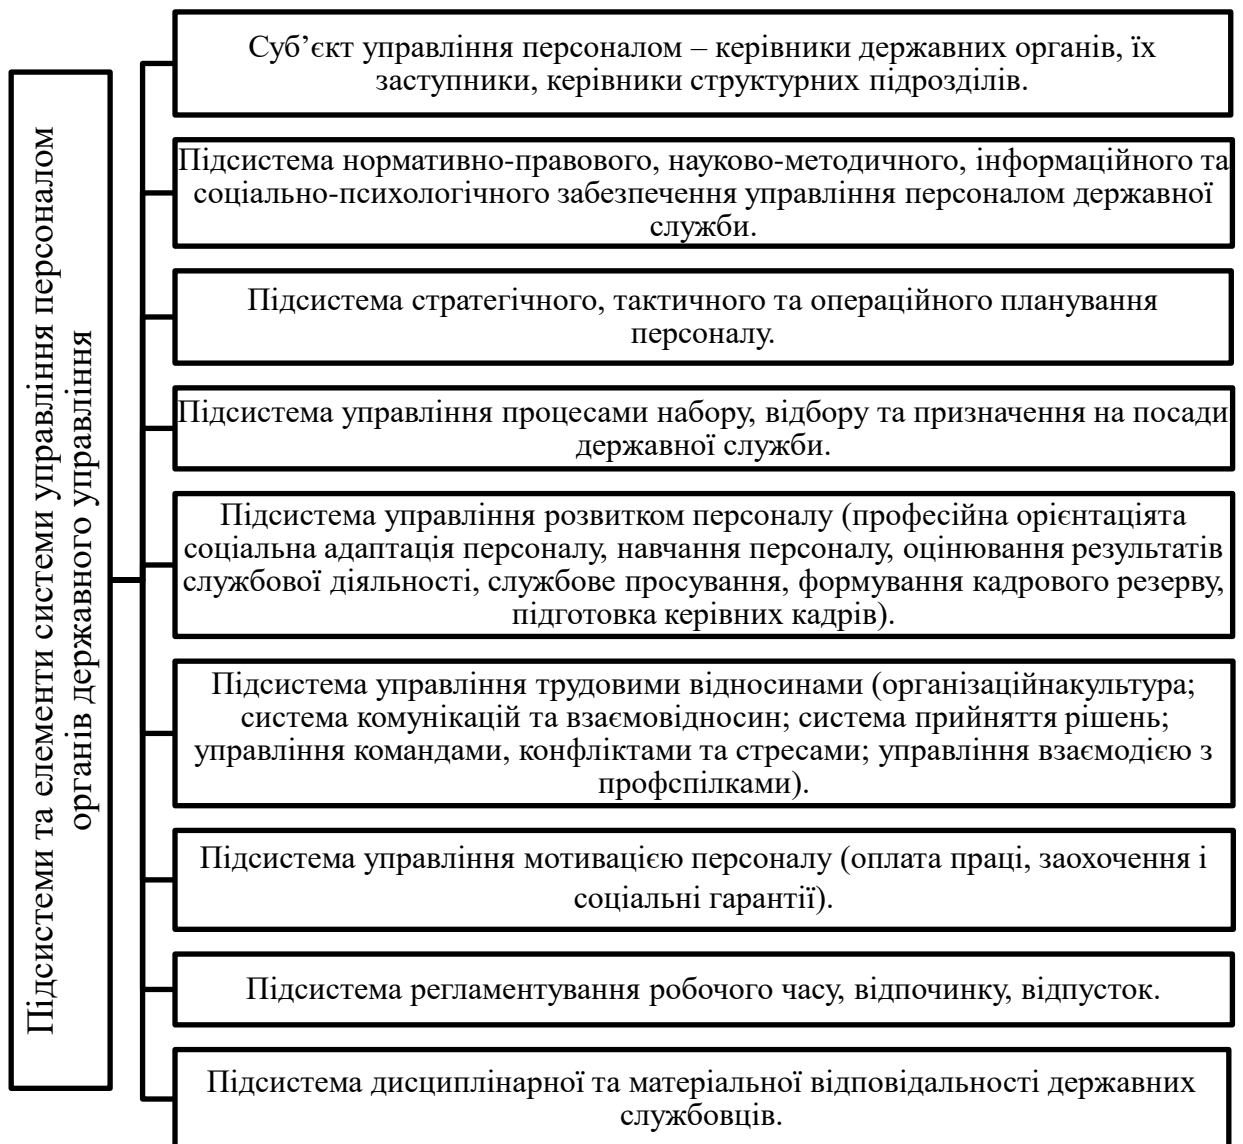 Підсистеми та елементи системи управління персоналом
органів державного управління
Суб’єкт управління персоналом – керівники державних органів, їх
заступники, керівники структурних підрозділів.
Підсистема нормативно-правового, науково-методичного, інформаційного та
соціально-психологічного забезпечення управління персоналом державної
служби.
Підсистема стратегічного, тактичного та операційного планування
персоналу.
Підсистема управління процесами набору, відбору та призначення на посади
державної служби.
Підсистема управління розвитком персоналу (професійна орієнтаціята
соціальна адаптація персоналу, навчання персоналу, оцінювання результатів
службової діяльності, службове просування, формування кадрового резерву,
підготовка керівних кадрів).
Підсистема управління трудовими відносинами (організаційнакультура;
система комунікацій та взаємовідносин; система прийняття рішень;
управління командами, конфліктами та стресами; управління взаємодією з
профспілками).
Підсистема управління мотивацією персоналу (оплата праці, заохочення і
соціальні гарантії).
Підсистема регламентування робочого часу, відпочинку, відпусток.
Підсистема дисциплінарної та матеріальної відповідальності державних
службовців.